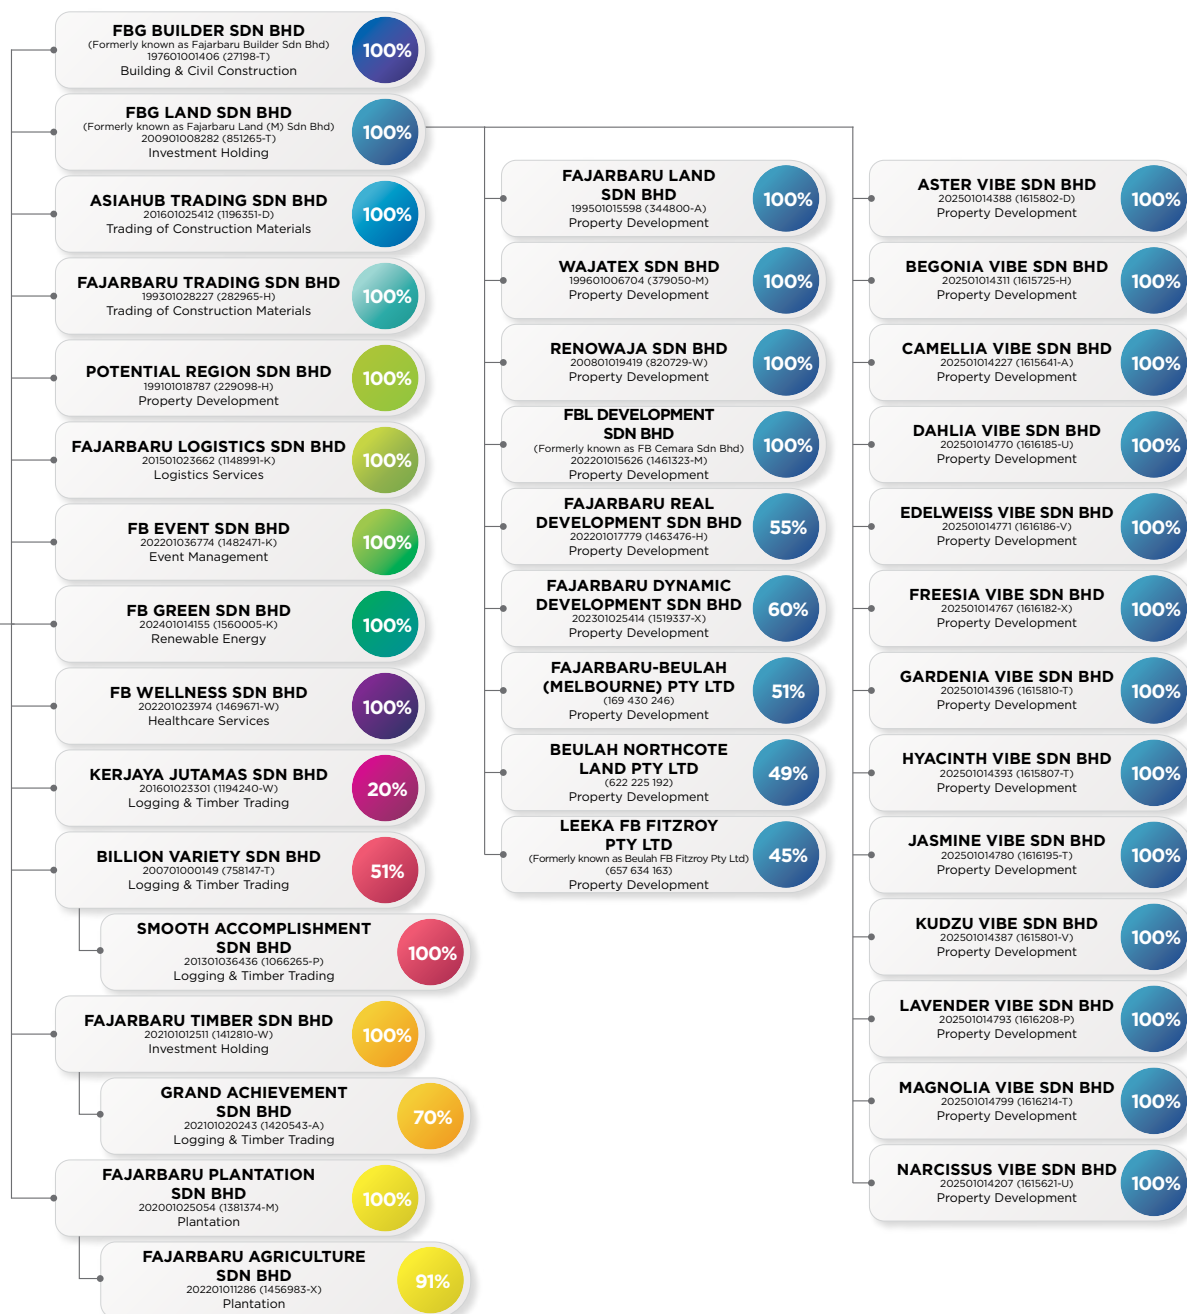 FBG BUILDER SDN BHD
(Formerly known as Fajarbaru Builder Sdn Bhd)
197601001406 (27198-T)
Building & Civil Construction
100%
FBG LAND SDN BHD
(Formerly known as Fajarbaru Land (M) Sdn Bhd)
200901008282 (851265-T)
Investment Holding
100%
ASIAHUB TRADING SDN BHD
201601025412 (1196351-D)
Trading of Construction Materials
100%
FAJARBARU TRADING SDN BHD
199301028227 (282965-H)
Trading of Construction Materials
100%
POTENTIAL REGION SDN BHD
199101018787 (229098-H)
Property Development
100%
FAJARBARU LOGISTICS SDN BHD
201501023662 (1148991-K)
Logistics Services
100%
FB EVENT SDN BHD
202201036774 (1482471-K)
Event Management
100%
FB GREEN SDN BHD
202401014155 (1560005-K)
Renewable Energy
100%
FB WELLNESS SDN BHD
202201023974 (1469671-W)
Healthcare Services
100%
KERJAYA JUTAMAS SDN BHD
201601023301 (1194240-W)
Logging & Timber Trading
20%
BILLION VARIETY SDN BHD
200701000149 (758147-T)
Logging & Timber Trading
51%
SMOOTH ACCOMPLISHMENT
SDN BHD
201301036436 (1066265-P)
Logging & Timber Trading
100%
FAJARBARU TIMBER SDN BHD
202101012511 (1412810-W)
Investment Holding
100%
GRAND ACHIEVEMENT
SDN BHD
202101020243 (1420543-A)
Logging & Timber Trading
70%
FAJARBARU PLANTATION
SDN BHD
202001025054 (1381374-M)
Plantation
100%
FAJARBARU AGRICULTURE
SDN BHD
202201011286 (1456983-X)
Plantation
91%
FAJARBARU LAND
SDN BHD
199501015598 (344800-A)
Property Development
100%
WAJATEX SDN BHD
199601006704 (379050-M)
Property Development
100%
RENOWAJA SDN BHD
200801019419 (820729-W)
Property Development
100%
FBL DEVELOPMENT
SDN BHD
(Formerly known as FB Cemara Sdn Bhd)
202201015626 (1461323-M)
Property Development
100%
FAJARBARU REAL
DEVELOPMENT SDN BHD
202201017779 (1463476-H)
Property Development
55%
FAJARBARU DYNAMIC
DEVELOPMENT SDN BHD
202301025414 (1519337-X)
Property Development
60%
FAJARBARU-BEULAH
(MELBOURNE) PTY LTD
(169 430 246)
Property Development
51%
BEULAH NORTHCOTE
LAND PTY LTD
(622 225 192)
Property Development
49%
LEEKA FB FITZROY
PTY LTD
(Formerly known as Beulah FB Fitzroy Pty Ltd)
(657 634 163)
Property Development
45%
ASTER VIBE SDN BHD
202501014388 (1615802-D)
Property Development
100%
BEGONIA VIBE SDN BHD
202501014311 (1615725-H)
Property Development
100%
CAMELLIA VIBE SDN BHD
202501014227 (1615641-A)
Property Development
100%
DAHLIA VIBE SDN BHD
202501014770 (1616185-U)
Property Development
100%
EDELWEISS VIBE SDN BHD
202501014771 (1616186-V)
Property Development
100%
FREESIA VIBE SDN BHD
202501014767 (1616182-X)
Property Development
100%
GARDENIA VIBE SDN BHD
202501014396 (1615810-T)
Property Development
100%
HYACINTH VIBE SDN BHD
202501014393 (1615807-T)
Property Development
100%
JASMINE VIBE SDN BHD
202501014780 (1616195-T)
Property Development
100%
KUDZU VIBE SDN BHD
202501014387 (1615801-V)
Property Development
100%
LAVENDER VIBE SDN BHD
202501014793 (1616208-P)
Property Development
100%
MAGNOLIA VIBE SDN BHD
202501014799 (1616214-T)
Property Development
100%
NARCISSUS VIBE SDN BHD
202501014207 (1615621-U)
Property Development
100%